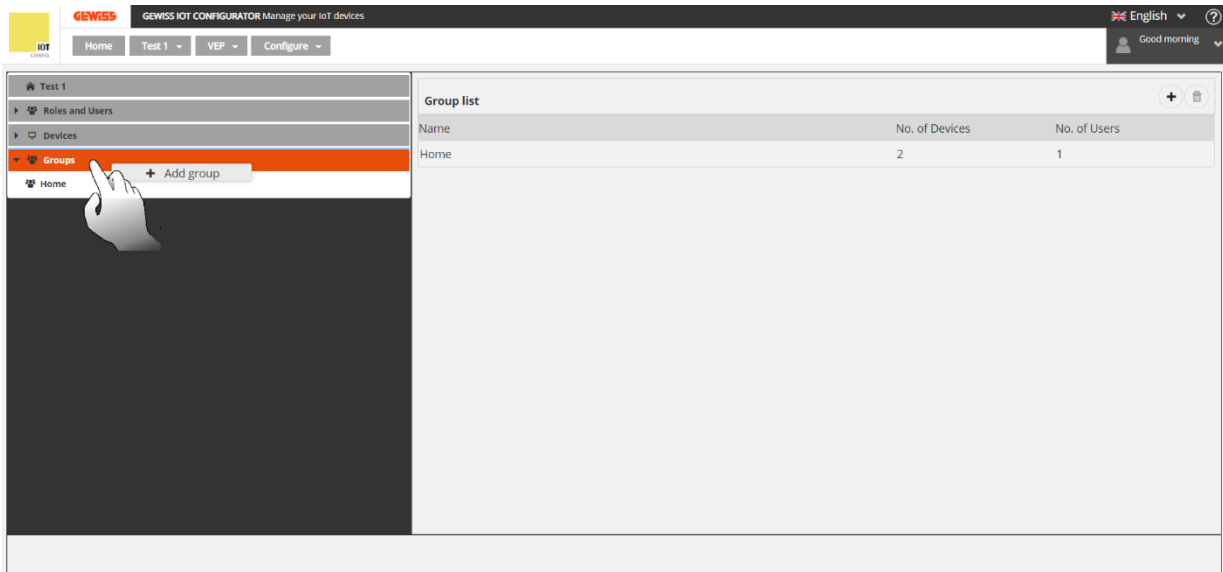 GEWISS GEWISS IOT CONFIGURATOR Manage your IoT devices English ?
IOT
CONFIG
Home Test 1 VEP Configure Good morning
Test 1
Roles and Users
Devices
Groups
+ Add group
Home
Group list +
Name No. of Devices No. of Users
Home 2 1